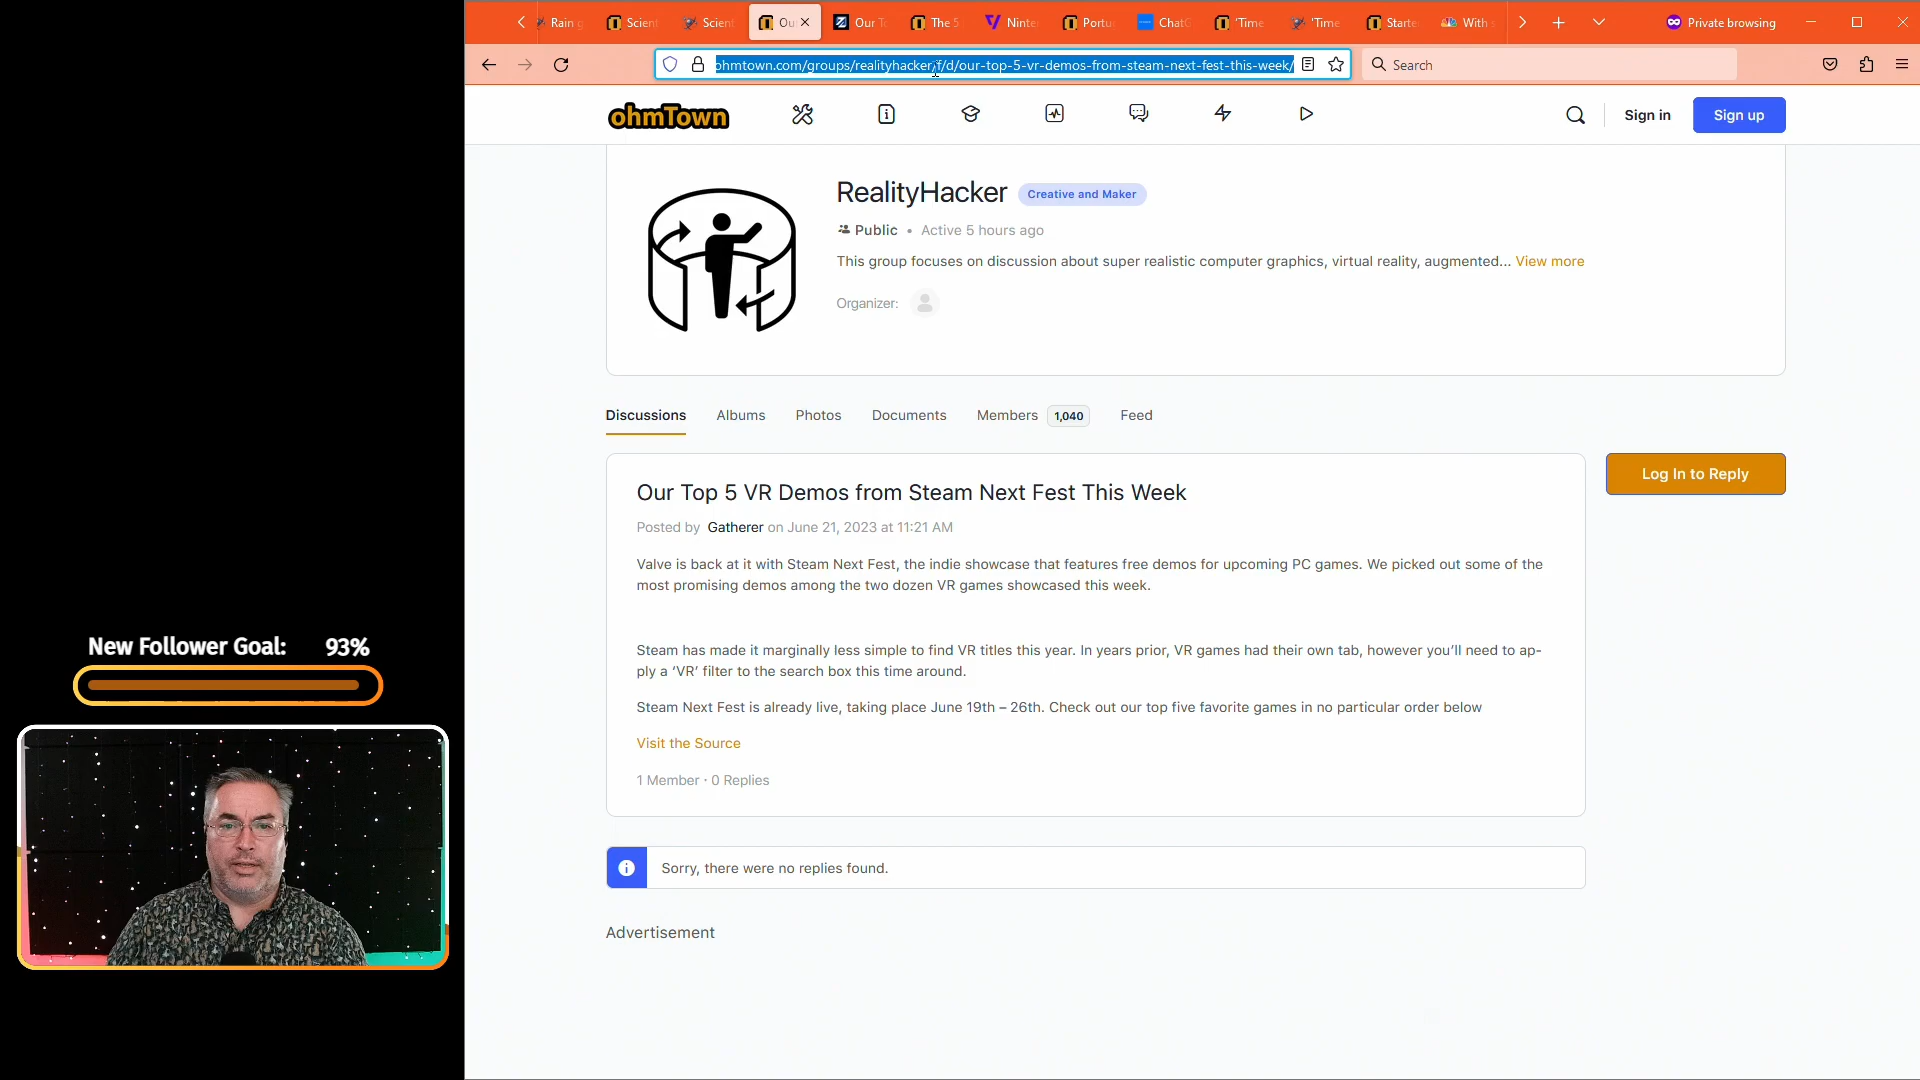 Rain g
Scient
Scient
Ou
Our T
The 5
Ninte
Portu
ChatG
'Time
'Time
Starte
With s
Private browsing
ohmtown.com/groups/realityhacker/f/d/our-top-5-vr-demos-from-steam-next-fest-this-week/
Search
ohmTown
Sign in
Sign up
RealityHacker
Creative and Maker
Public • Active 5 hours ago
This group focuses on discussion about super realistic computer graphics, virtual reality, augmented... View more
Organizer:
Discussions
Albums
Photos
Documents
Members 1,040
Feed
Our Top 5 VR Demos from Steam Next Fest This Week
Log In to Reply
Posted by Gatherer on June 21, 2023 at 11:21 AM
Valve is back at it with Steam Next Fest, the indie showcase that features free demos for upcoming PC games. We picked out some of the
most promising demos among the two dozen VR games showcased this week.
Steam has made it marginally less simple to find VR titles this year. In years prior, VR games had their own tab, however you'll need to ap-
ply a 'VR' filter to the search box this time around.
Steam Next Fest is already live, taking place June 19th – 26th. Check out our top five favorite games in no particular order below
Visit the Source
1 Member · 0 Replies
Sorry, there were no replies found.
Advertisement
New Follower Goal: 93%